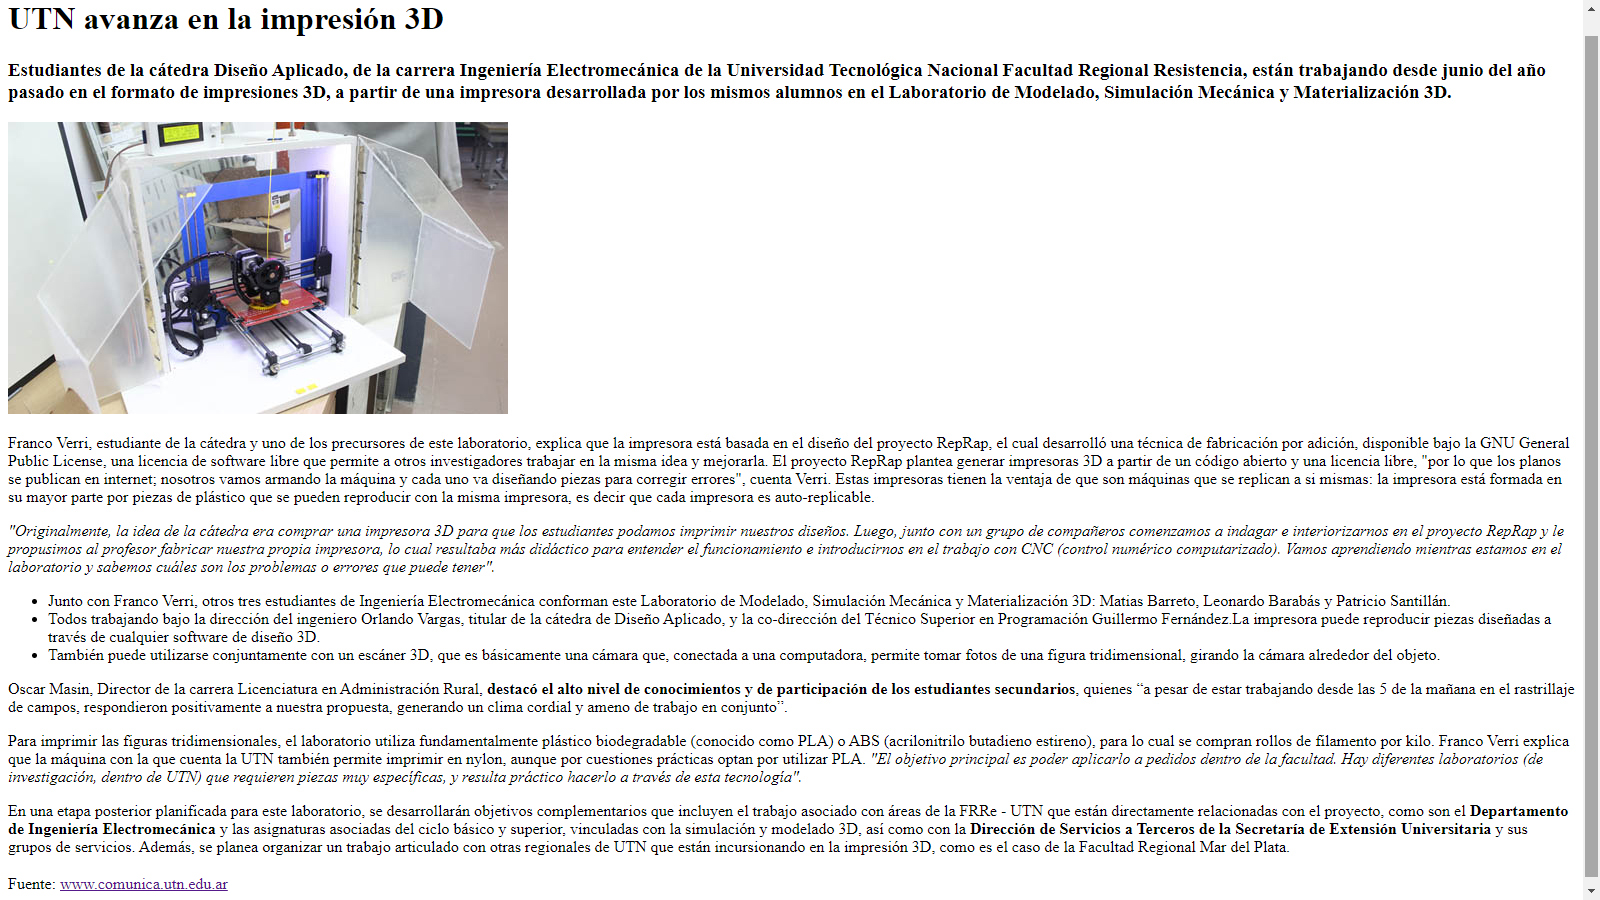 UTN avanza en la impresión 3D
Estudiantes de la cátedra Diseño Aplicado, de la carrera Ingeniería Electromecánica de la Universidad Tecnológica Nacional Facultad Regional Resistencia, están trabajando desde junio del año
pasado en el formato de impresiones 3D, a partir de una impresora desarrollada por los mismos alumnos en el Laboratorio de Modelado, Simulación Mecánica y Materialización 3D.
Franco Verri, estudiante de la cátedra y uno de los precursores de este laboratorio, explica que la impresora está basada en el diseño del proyecto RepRap, el cual desarrolló una técnica de fabricación por adición, disponible bajo la GNU General
Public License, una licencia de software libre que permite a otros investigadores trabajar en la misma idea y mejorarla. El proyecto RepRap plantea generar impresoras 3D a partir de un código abierto y una licencia libre, "por lo que los planos
se publican en internet; nosotros vamos armando la máquina y cada uno va diseñando piezas para corregir errores", cuenta Verri. Estas impresoras tienen la ventaja de que son máquinas que se replican a si mismas: la impresora está formada en
su mayor parte por piezas de plástico que se pueden reproducir con la misma impresora, es decir que cada impresora es auto-replicable.
"Originalmente, la idea de la cátedra era comprar una impresora 3D para que los estudiantes podamos imprimir nuestros diseños. Luego, junto con un grupo de compañeros comenzamos a indagar e interiorizarnos en el proyecto RepRap y le
propusimos al profesor fabricar nuestra propia impresora, lo cual resultaba más didáctico para entender el funcionamiento e introducirnos en el trabajo con CNC (control numérico computarizado). Vamos aprendiendo mientras estamos en el
laboratorio y sabemos cuáles son los problemas o errores que puede tener".
• Junto con Franco Verri, otros tres estudiantes de Ingeniería Electromecánica conforman este Laboratorio de Modelado, Simulación Mecánica y Materialización 3D: Matias Barreto, Leonardo Barabás y Patricio Santillán.
• Todos trabajando bajo la dirección del ingeniero Orlando Vargas, titular de la cátedra de Diseño Aplicado, y la co-dirección del Técnico Superior en Programación Guillermo Fernández.La impresora puede reproducir piezas diseñadas a
través de cualquier software de diseño 3D.
• También puede utilizarse conjuntamente con un escáner 3D, que es básicamente una cámara que, conectada a una computadora, permite tomar fotos de una figura tridimensional, girando la cámara alrededor del objeto.
Oscar Masin, Director de la carrera Licenciatura en Administración Rural, destacó el alto nivel de conocimientos y de participación de los estudiantes secundarios, quienes “a pesar de estar trabajando desde las 5 de la mañana en el rastrillaje
de campos, respondieron positivamente a nuestra propuesta, generando un clima cordial y ameno de trabajo en conjunto”.
Para imprimir las figuras tridimensionales, el laboratorio utiliza fundamentalmente plástico biodegradable (conocido como PLA) o ABS (acrilonitrilo butadieno estireno), para lo cual se compran rollos de filamento por kilo. Franco Verri explica
que la máquina con la que cuenta la UTN también permite imprimir en nylon, aunque por cuestiones prácticas optan por utilizar PLA. "El objetivo principal es poder aplicarlo a pedidos dentro de la facultad. Hay diferentes laboratorios (de
investigación, dentro de UTN) que requieren piezas muy específicas, y resulta práctico hacerlo a través de esta tecnología".
En una etapa posterior planificada para este laboratorio, se desarrollarán objetivos complementarios que incluyen el trabajo asociado con áreas de la FRRe - UTN que están directamente relacionadas con el proyecto, como son el Departamento
de Ingeniería Electromecánica y las asignaturas asociadas del ciclo básico y superior, vinculadas con la simulación y modelado 3D, así como con la Dirección de Servicios a Terceros de la Secretaría de Extensión Universitaria y sus
grupos de servicios. Además, se planea organizar un trabajo articulado con otras regionales de UTN que están incursionando en la impresión 3D, como es el caso de la Facultad Regional Mar del Plata.
Fuente: www.comunica.utn.edu.ar